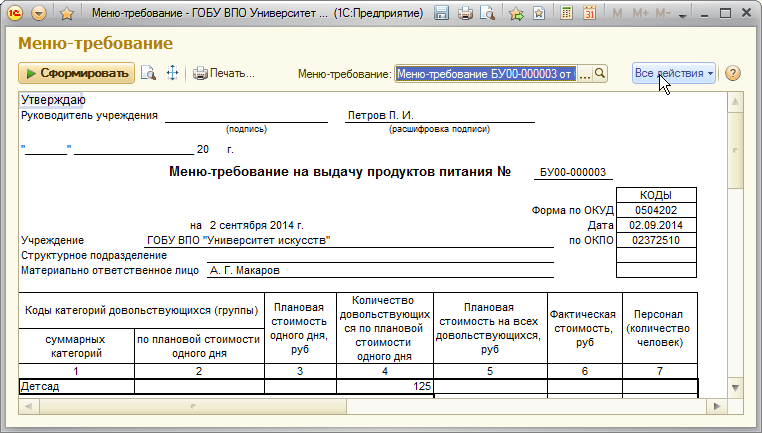 Меню-требование - ГОБУ ВПО Университет ... (1С:Предприятие)
M M+ M-
Меню-требование
Сформировать Печать... Меню-требование: Меню-требование БУ00-000003 от ... Все действия
Утверждаю
Руководитель учреждения Петров П. И.
(подпись) (расшифровка подписи)
"_______" ____________________ 20 г.
Меню-требование на выдачу продуктов питания № БУ00-000003
КОДЫ
Форма по ОКУД 0504202
на 2 сентября 2014 г. Дата 02.09.2014
Учреждение ГОБУ ВПО "Университет искусств" по ОКПО 02372510
Структурное подразделение
Материально ответственное лицо А. Г. Макаров
Коды категорий довольствующихся (группы)
суммарных
категорий
по плановой стоимости
одного дня
Плановая
стоимость
одного дня,
руб
Количество
довольствующих
ся по плановой
стоимости
одного дня
Плановая
стоимость на всех
довольствующихся,
руб
Фактическая
стоимость,
руб
Персонал
(количество
человек)
1 2 3 4 5 6 7
Детсад 125